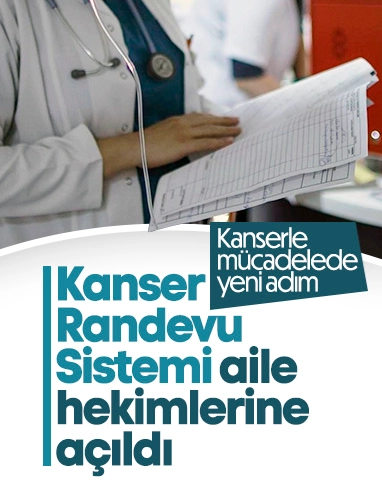 Kanserle
mücadelede
yeni adım
Kanser
Randevu
Sistemi aile
hekimlerine
açıldı